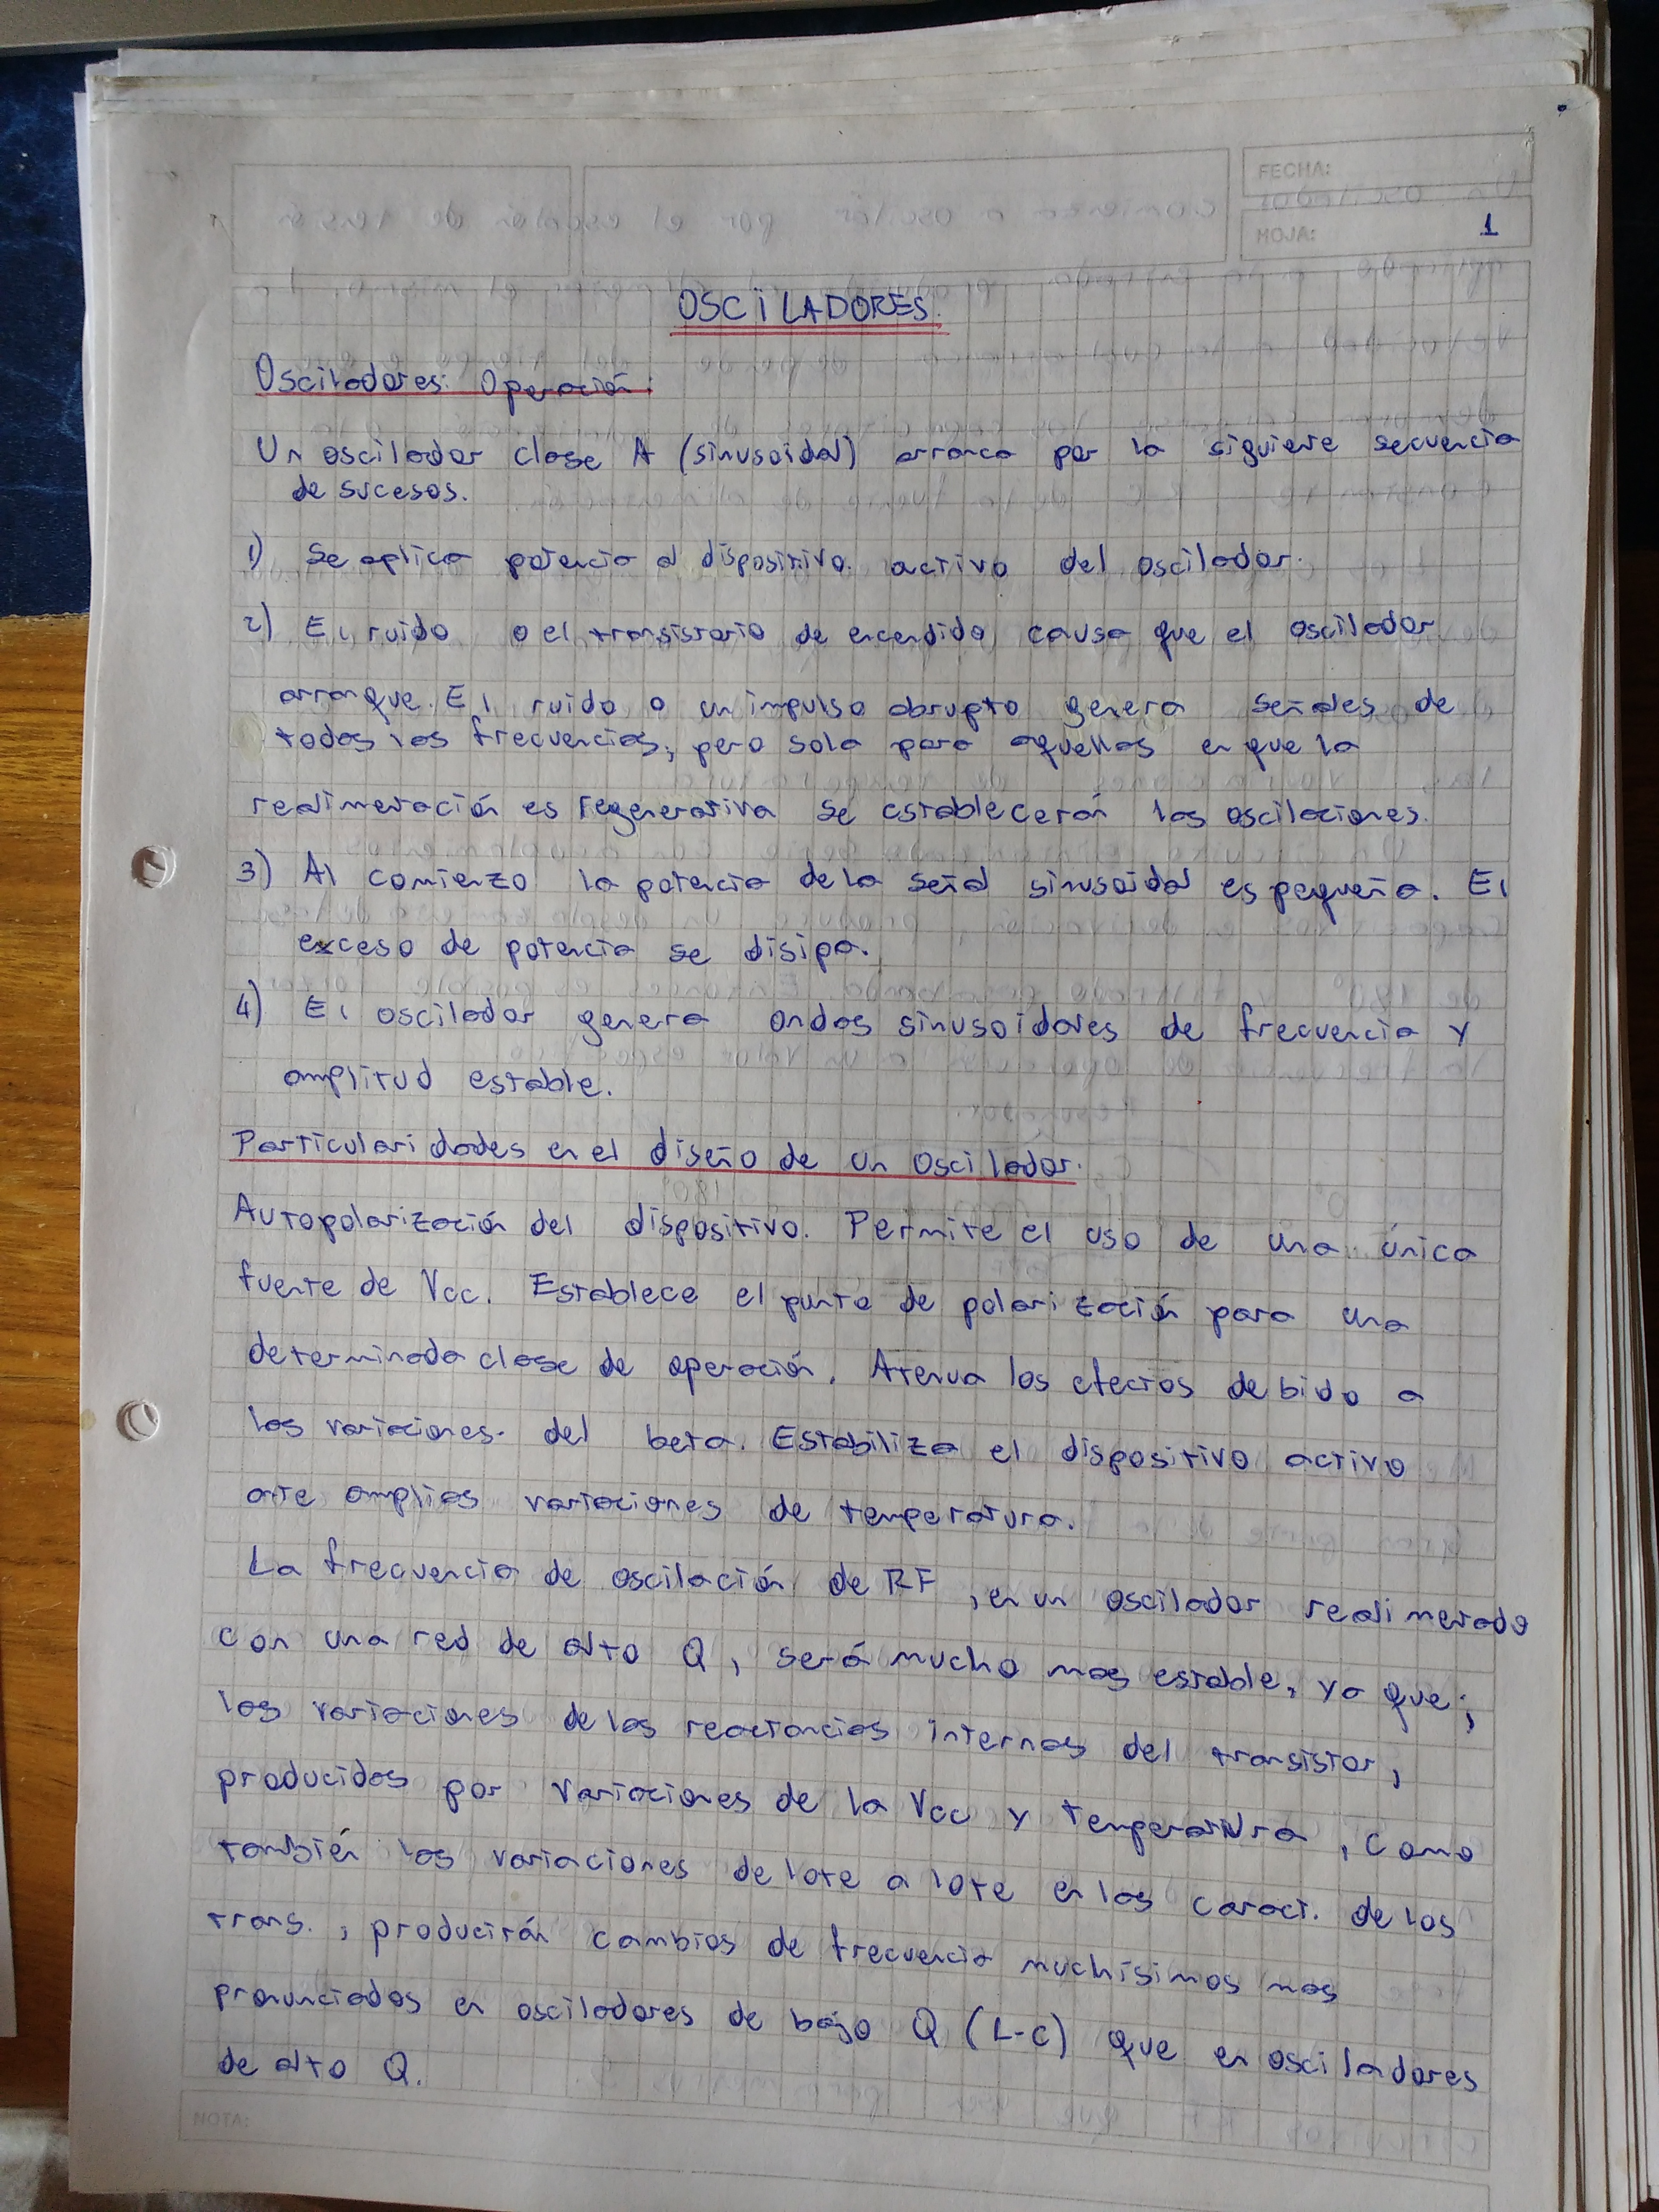 FECHA:
HOJA: 1
OSCILADORES.
Osciladores: Operación:
Un oscilador clase A (sinusoidal) arranca por la siguiete secuencia
de sucesos.
1) Se aplica potencia al dispositivo. activo del oscilador.
2) El ruido o el transistorio de encendido causa que el oscilador
arranque. El ruido o un impulso abrupto genera señales de
todas las frecuencias, pero sola para aquellas en que la
realimetación es regenerativa se establecerán las oscilaciones.
3) Al comienzo la potencia de la señal sinusoidal es pequeña. El
exceso de potencia se disipa.
4) El oscilador genera ondas sinusoidales de frecuencia y
amplitud estable.
Particularidades en el diseño de un oscilador.
Autopolarización del dispositivo. Permite el uso de una única
fuente de Vcc. Establece el punto de polarización para una
determinada clase de operación. Atenua los efectos debido a
las variaciones. del beta. Estabiliza el dispositivo activo
ante amplias variaciones de temperatura.
La frecuencia de oscilación de RF, en un oscilador realimetado
con una red de alto Q, será mucho mas estable, ya que;
las variaciones de las reactancias internas del transistor,
producidas por variaciones de la Vcc y temperatura, como
también las variaciones de lote a lote en las caract. de los
trans., producirán cambios de frecuencia muchísimos mas
pronunciados en osciladores de bajo Q (L-C) que en osciladores
de alto Q.
NOTA: